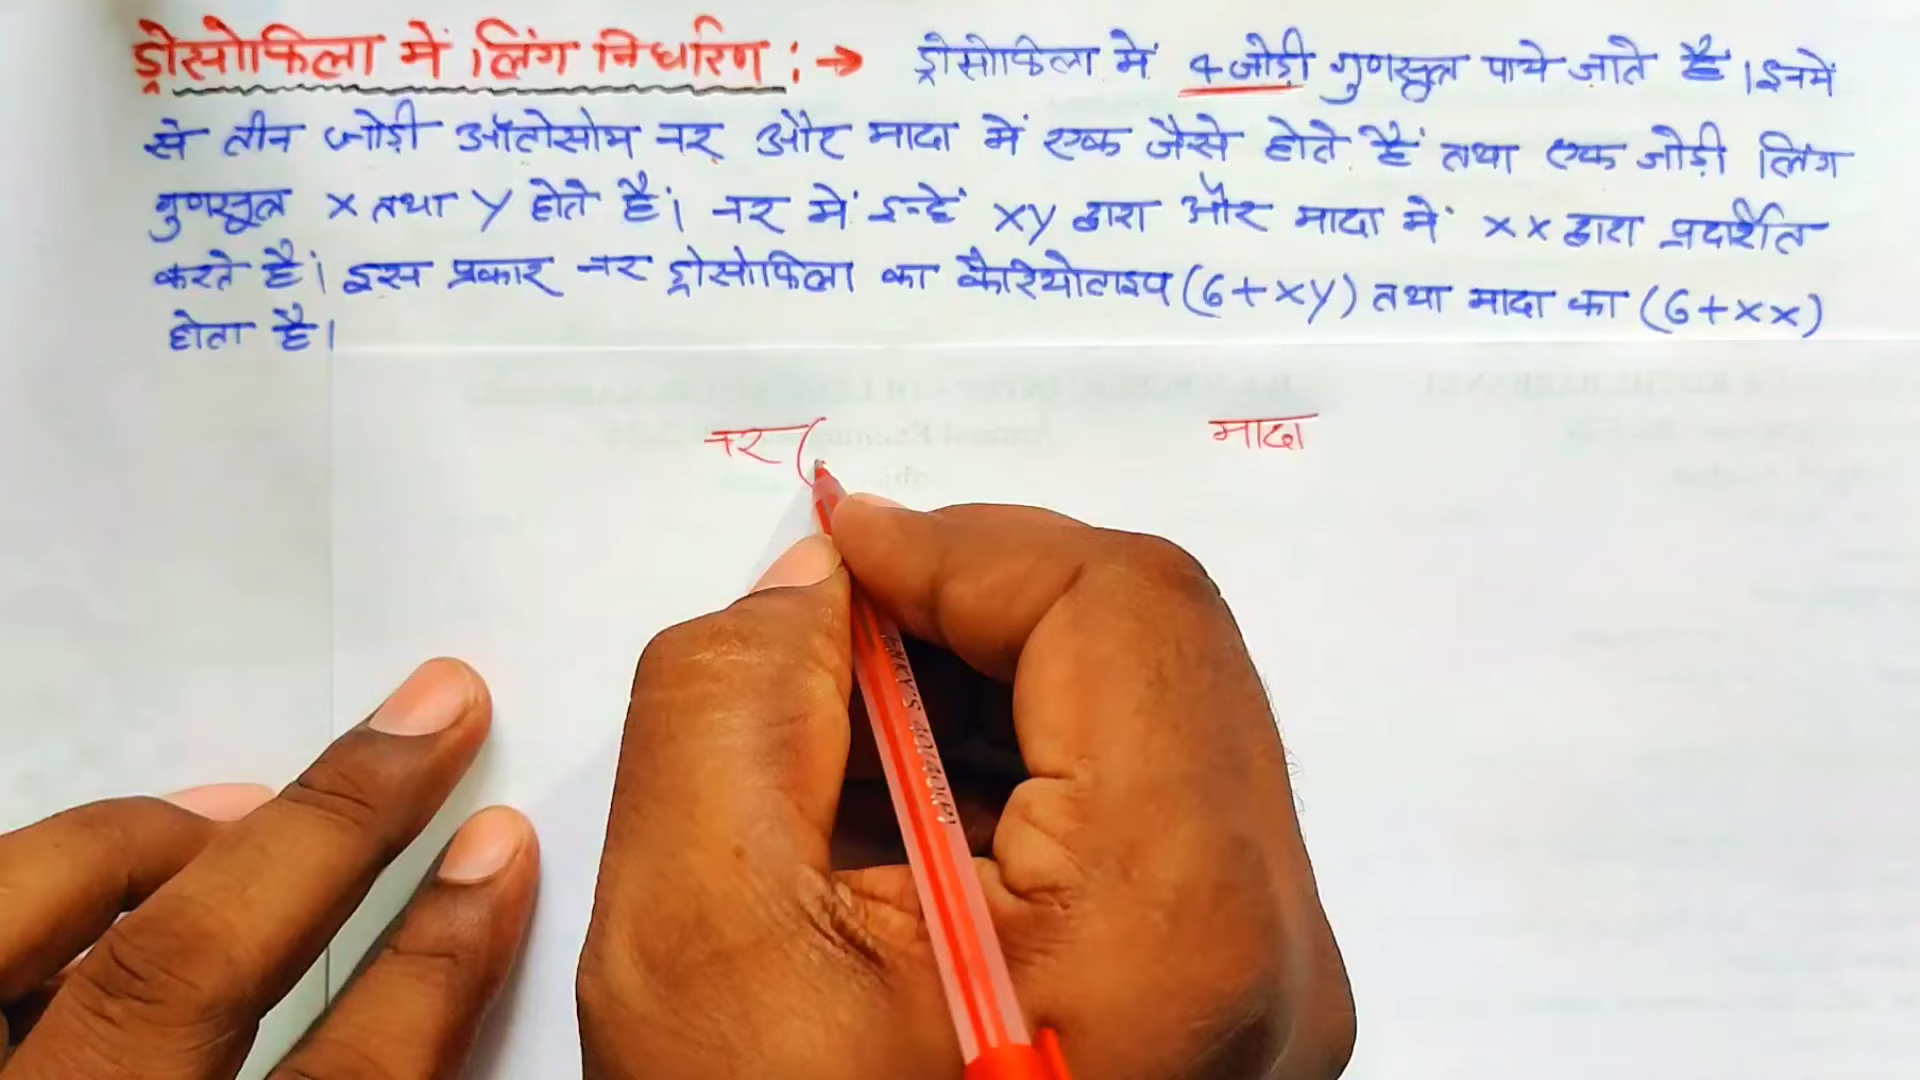 ड्रोसोफिला में लिंग निर्धारण :→ ड्रोसोफिला में 4 जोड़ी गुणसूत्र पाये जाते हैं। इनमें
से तीन जोड़ी ऑटोसोम नर और मादा में एक जैसे होते हैं तथा एक जोड़ी लिंग
गुणसूत्र X तथा Y होते हैं। नर में इन्हें XY द्वारा और मादा में XX द्वारा प्रदर्शित
करते हैं। इस प्रकार नर ड्रोसोफिला का कैरियोटाइप (6+XY) तथा मादा का (6+XX)
होता है।
नर ( मादा